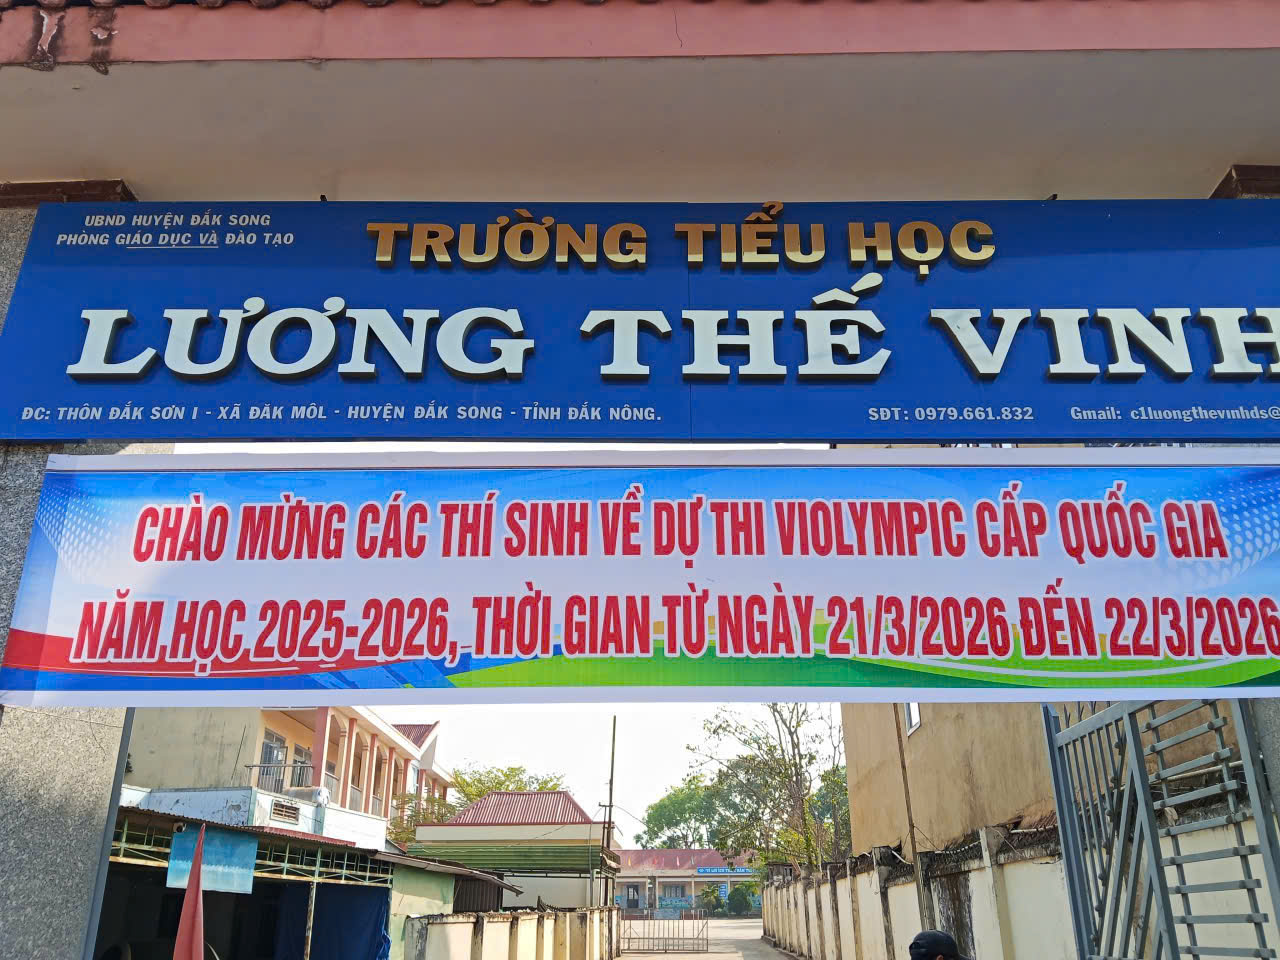 UBND HUYỆN ĐẮK SONG
PHÒNG GIÁO DỤC VÀ ĐÀO TẠO
TRƯỜNG TIỂU HỌC
LƯƠNG THẾ VINH
ĐC: THÔN ĐẮK SƠN I - XÃ ĐĂK MÔL - HUYỆN ĐẮK SONG - TỈNH ĐẮK NÔNG.
SĐT: 0979.661.832 Gmail: c1luongthevinhds@
CHÀO MỪNG CÁC THÍ SINH VỀ DỰ THI VIOLYMPIC CẤP QUỐC GIA
NĂM HỌC 2025-2026, THỜI GIAN TỪ NGÀY 21/3/2026 ĐẾN 22/3/2026